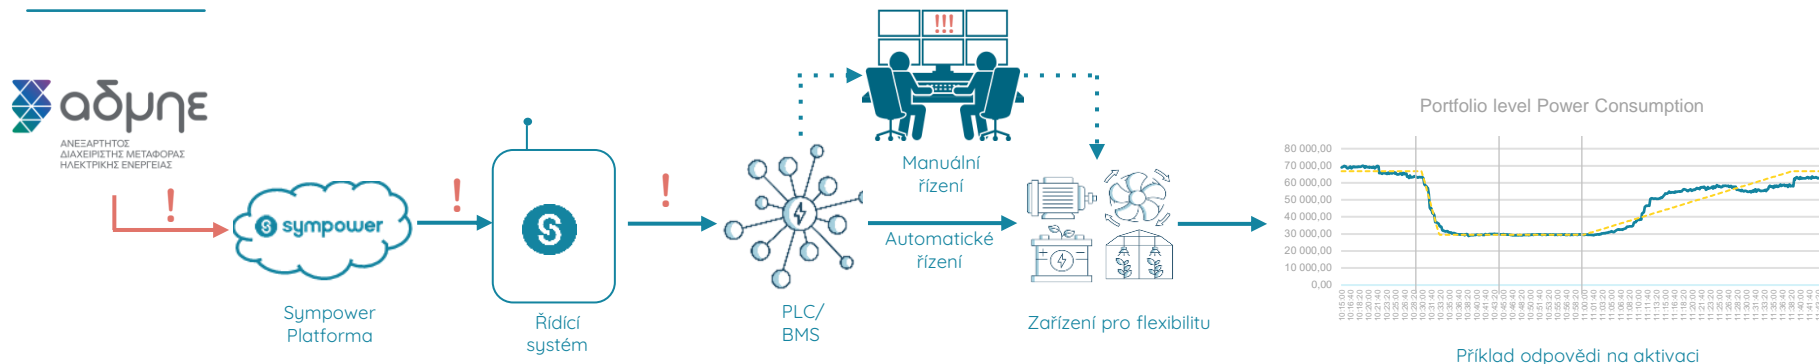 αδμηε
ΑΝΕΞΑΡΤΗΤΟΣ
ΔΙΑΧΕΙΡΙΣΤΗΣ ΜΕΤΑΦΟΡΑΣ
ΗΛΕΚΤΡΙΚΗΣ ΕΝΕΡΓΕΙΑΣ
!
sympower
Sympower
Platforma
!
Řídící
systém
!
PLC/
BMS
!!!
Manuální
řízení
Automatické
řízení
Zařízení pro flexibilitu
Portfolio level Power Consumption
80 000,00
70 000,00
60 000,00
50 000,00
40 000,00
30 000,00
20 000,00
10 000,00
0,00
Příklad odpovědi na aktivaci